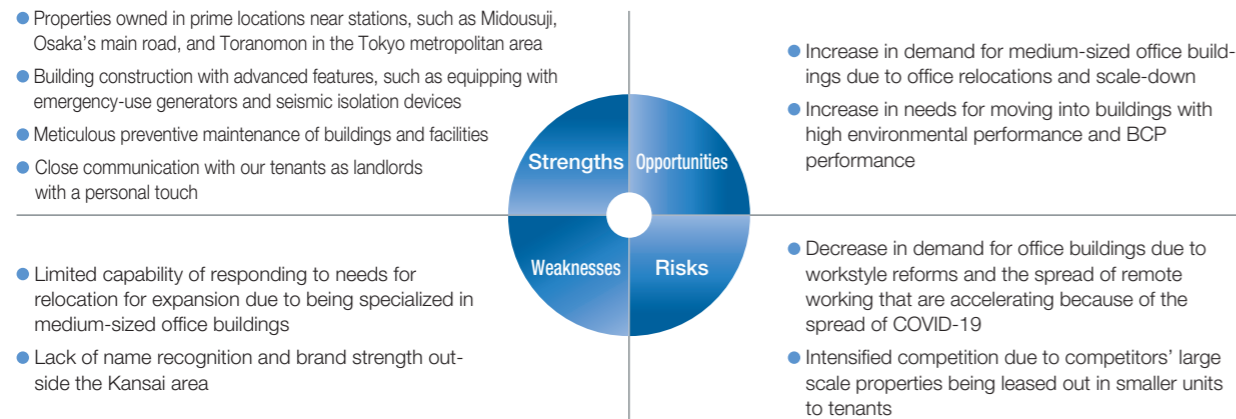 ● Properties owned in prime locations near stations, such as Midousuji,
Osaka's main road, and Toranomon in the Tokyo metropolitan area
● Building construction with advanced features, such as equipping with
emergency-use generators and seismic isolation devices
● Meticulous preventive maintenance of buildings and facilities
● Close communication with our tenants as landlords
with a personal touch
Strengths
Opportunities
● Increase in demand for medium-sized office build-
ings due to office relocations and scale-down
● Increase in needs for moving into buildings with
high environmental performance and BCP
performance
● Limited capability of responding to needs for
relocation for expansion due to being specialized in
medium-sized office buildings
● Lack of name recognition and brand strength out-
side the Kansai area
Weaknesses
Risks
● Decrease in demand for office buildings due to
workstyle reforms and the spread of remote
working that are accelerating because of the
spread of COVID-19
● Intensified competition due to competitors' large
scale properties being leased out in smaller units
to tenants